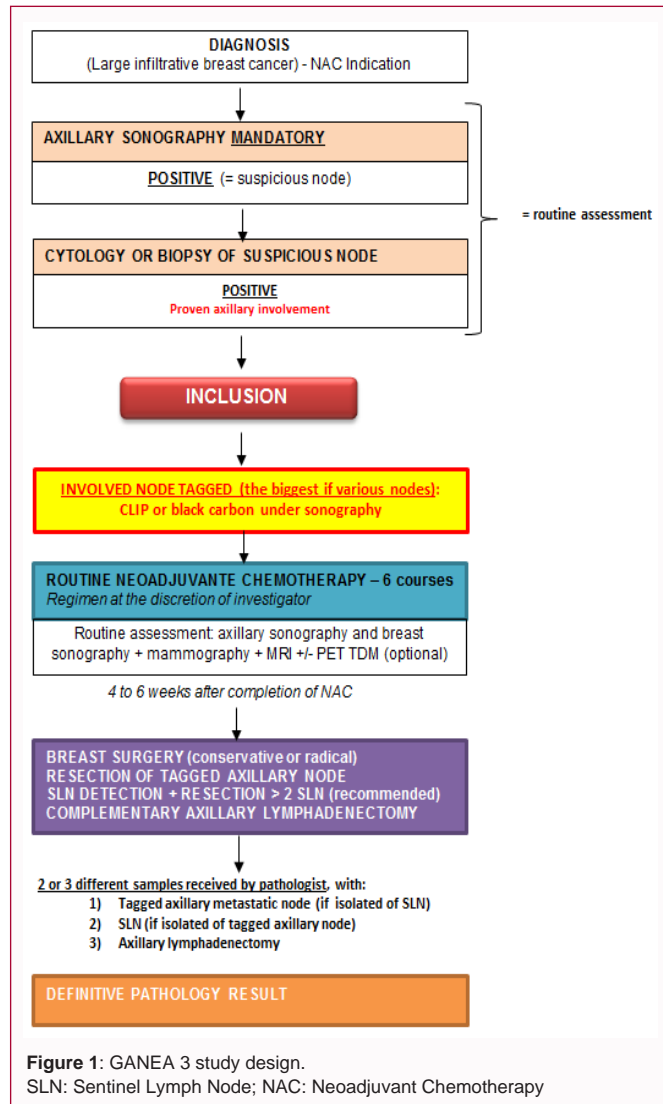 DIAGNOSIS
(Large infiltrative breast cancer) - NAC Indication
AXILLARY SONOGRAPHY MANDATORY
POSITIVE (= suspicious node)
= routine assessment
CYTOLOGY OR BIOPSY OF SUSPICIOUS NODE
POSITIVE
Proven axillary involvement
INCLUSION
INVOLVED NODE TAGGED (the biggest if various nodes):
CLIP or black carbon under sonography
ROUTINE NEOADJUVANTE CHEMOTHERAPY – 6 courses
Regimen at the discretion of investigator
Routine assessment: axillary sonography and breast
sonography + mammography + MRI +/- PET TDM (optional)
4 to 6 weeks after completion of NAC
BREAST SURGERY (conservative or radical)
RESECTION OF TAGGED AXILLARY NODE
SLN DETECTION + RESECTION > 2 SLN (recommended)
COMPLEMENTARY AXILLARY LYMPHADENECTOMY
2 or 3 different samples received by pathologist, with:
1) Tagged axillary metastatic node (if isolated of SLN)
2) SLN (if isolated of tagged axillary node)
3) Axillary lymphadenectomy
DEFINITIVE PATHOLOGY RESULT
Figure 1: GANEA 3 study design.
SLN: Sentinel Lymph Node; NAC: Neoadjuvant Chemotherapy